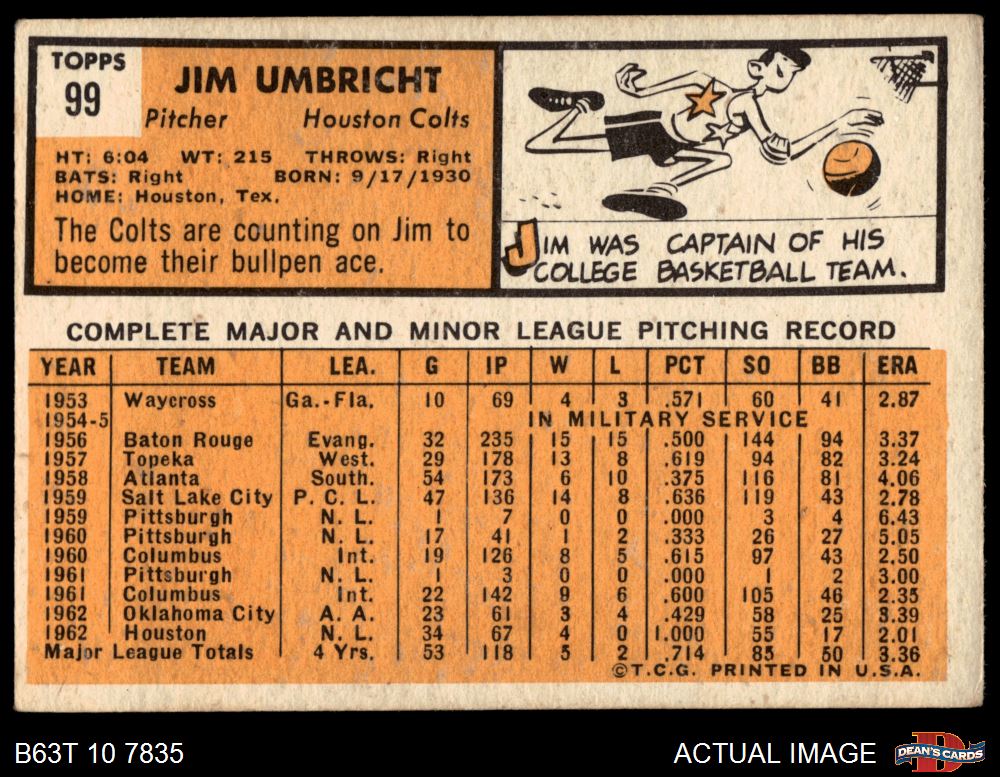 TOPPS
99
JIM UMBRICHT
Pitcher Houston Colts
HT: 6:04 WT: 215 THROWS: Right
BATS: Right BORN: 9/17/1930
HOME: Houston, Tex.
The Colts are counting on Jim to
become their bullpen ace.
JIM WAS CAPTAIN OF HIS
COLLEGE BASKETBALL TEAM.
COMPLETE MAJOR AND MINOR LEAGUE PITCHING RECORD
YEAR TEAM LEA. G IP W L PCT SO BB ERA
1953 Waycross Ga.-Fla. 10 69 4 3 .571 60 41 2.87
1954-5 IN MILITARY SERVICE
1956 Baton Rouge Evang. 32 235 15 15 .500 144 94 3.37
1957 Topeka West. 29 178 13 8 .619 94 82 3.24
1958 Atlanta South. 54 173 6 10 .375 116 81 4.06
1959 Salt Lake City P. C. L. 47 136 14 8 .636 119 43 2.78
1959 Pittsburgh N. L. 1 7 0 0 .000 3 4 6.43
1960 Pittsburgh N. L. 17 41 1 2 .333 26 27 5.05
1960 Columbus Int. 19 126 8 5 .615 97 43 2.50
1961 Pittsburgh N. L. 1 3 0 0 .000 1 2 3.00
1961 Columbus Int. 22 142 9 6 .600 105 46 2.35
1962 Oklahoma City A. A. 23 61 3 4 .429 58 25 3.39
1962 Houston N. L. 34 67 4 0 1.000 55 17 2.01
Major League Totals 4 Yrs. 53 118 5 2 .714 85 50 3.36
©T.C.G. PRINTED IN U.S.A.
B63T 10 7835 ACTUAL IMAGE
DEAN'S CARDS